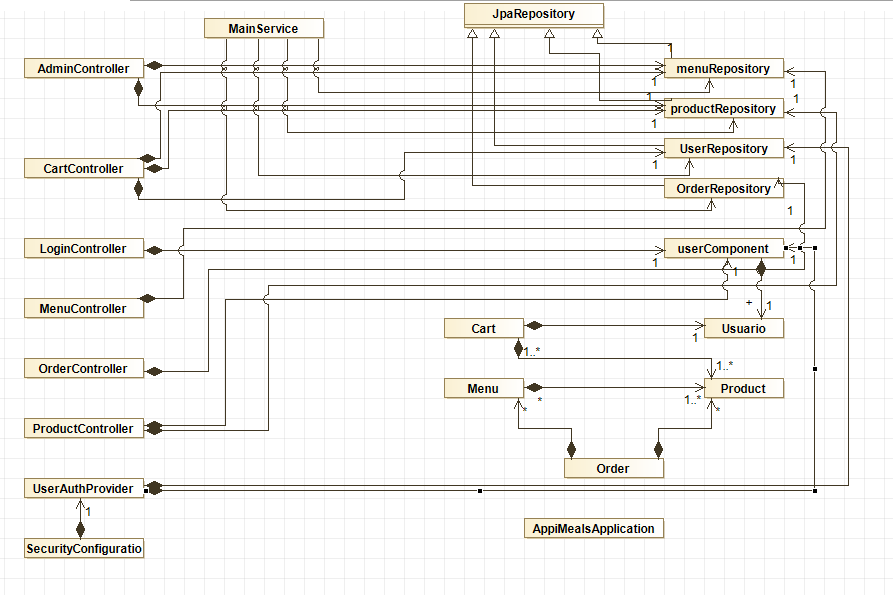 JpaRepository
MainService
1
AdminController
menuRepository
1
1
1
1
productRepository
1
UserRepository
1
1
CartController
OrderRepository
1
LoginController
userComponent
1
1
1
MenuController
+
1
Cart
Usuario
1
1..*
1..*
OrderController
Menu
Product
*
1..*
*
*
ProductController
Order
UserAuthProvider
1
AppiMealsApplication
SecurityConfiguratio